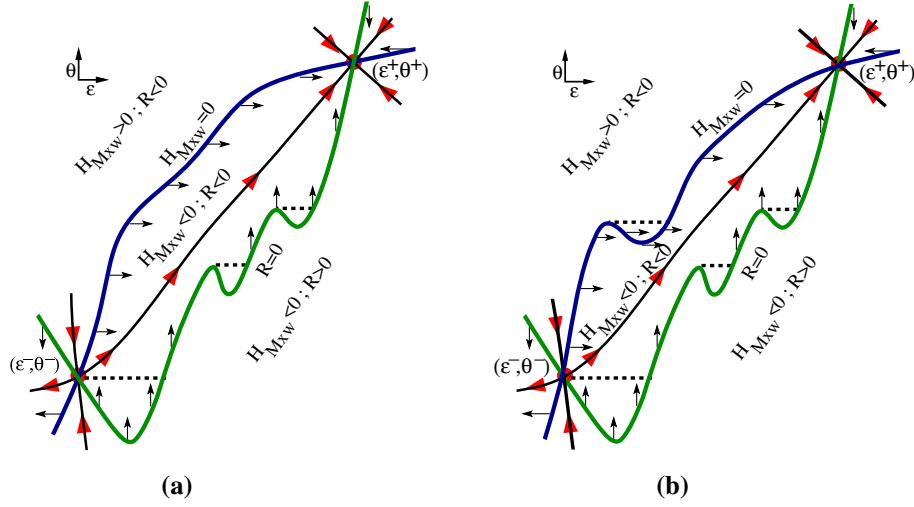 θ
ε
H_Mxw >0 ; R<0
H_Mxw =0
(ε⁺,θ⁺)
H_Mxw <0 ; R<0
R=0
H_Mxw <0 ; R>0
(ε⁻,θ⁻)
(a)
θ
ε
H_Mxw >0 ; R<0
H_Mxw =0
(ε⁺,θ⁺)
H_Mxw <0 ; R<0
R=0
H_Mxw <0 ; R>0
(ε⁻,θ⁻)
(b)